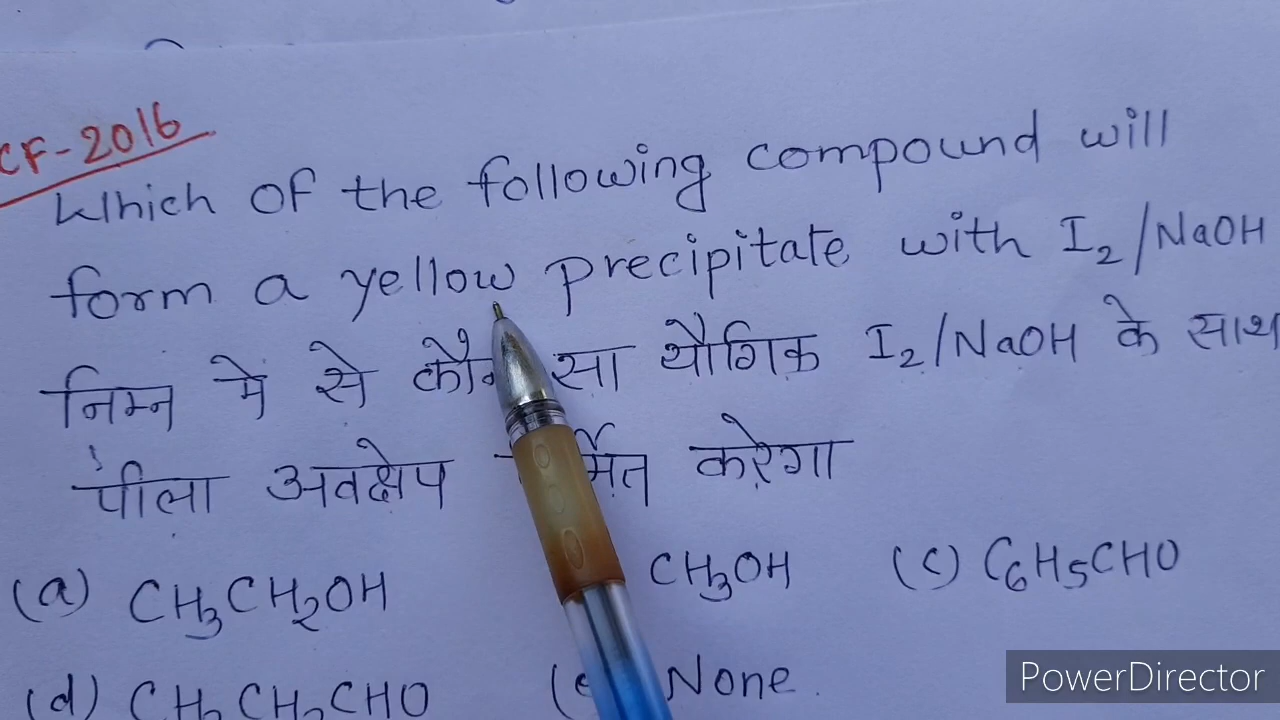 CF-2016
Which of the following compound will
form a yellow precipitate with I₂/NaOH
निम्न में से सा यौगिक I₂/NaOH के साथ
पीला अवक्षेप करेगा
(a) CH₃CH₂OH CH₃OH (c) C₆H₅CHO
(d) CH₃CH₂CHO None.
PowerDirector